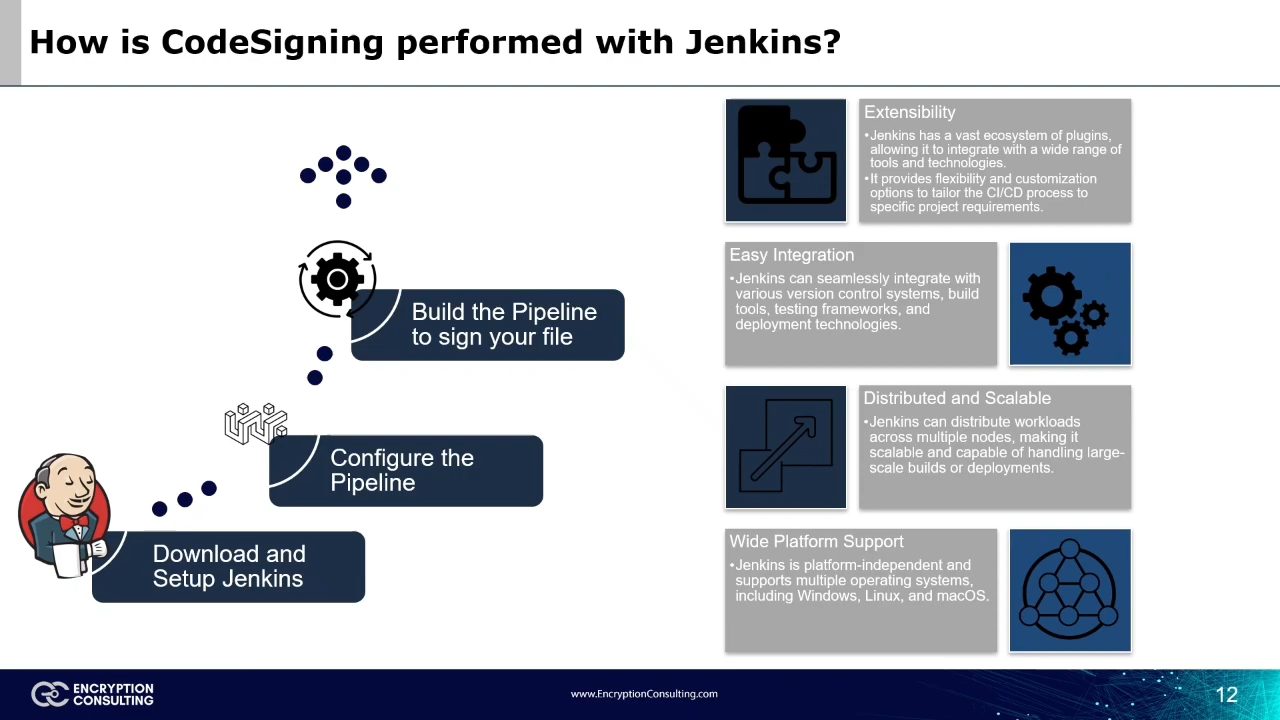 How is CodeSigning performed with Jenkins?
Build the Pipeline
to sign your file
Configure the
Pipeline
Download and
Setup Jenkins
Extensibility
•Jenkins has a vast ecosystem of plugins,
allowing it to integrate with a wide range of
tools and technologies.
•It provides flexibility and customization
options to tailor the CI/CD process to
specific project requirements.
Easy Integration
•Jenkins can seamlessly integrate with
various version control systems, build
tools, testing frameworks, and
deployment technologies.
Distributed and Scalable
•Jenkins can distribute workloads
across multiple nodes, making it
scalable and capable of handling large-
scale builds or deployments.
Wide Platform Support
•Jenkins is platform-independent and
supports multiple operating systems,
including Windows, Linux, and macOS.
ENCRYPTION
CONSULTING
www.EncryptionConsulting.com
12